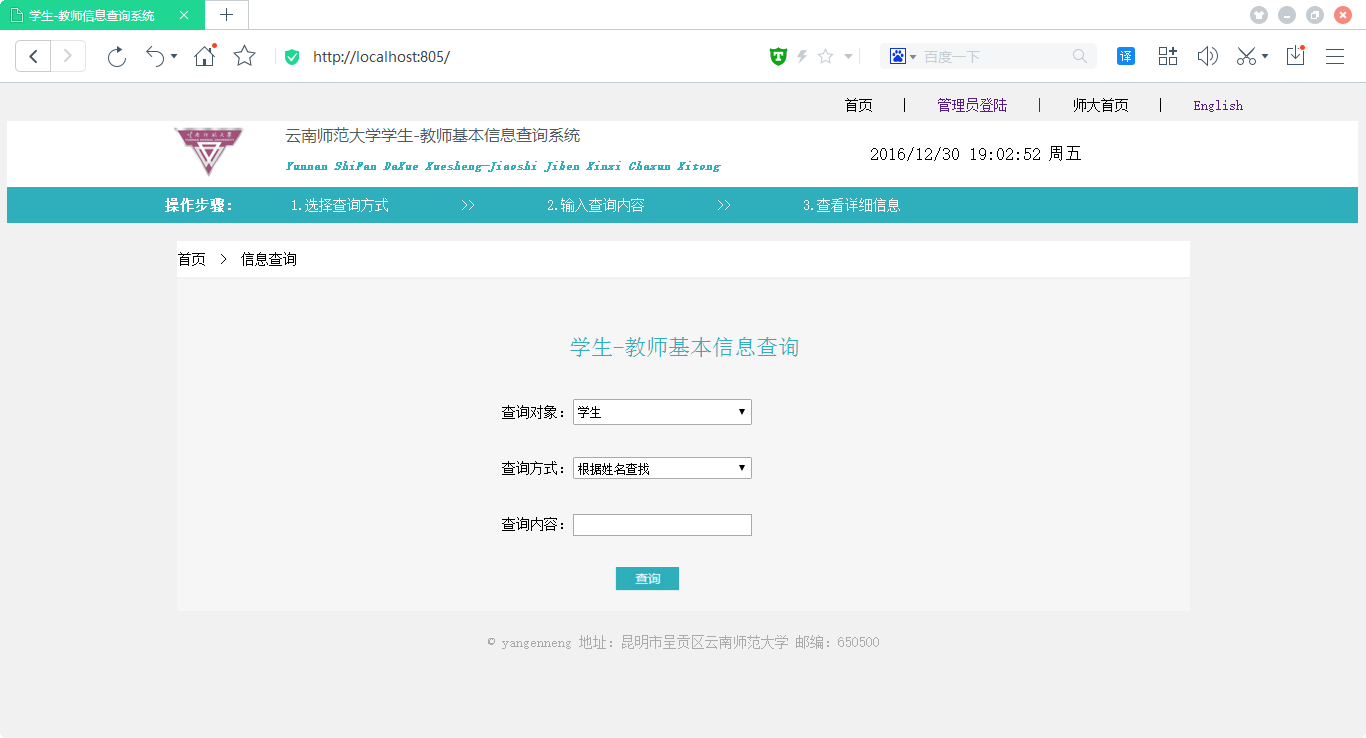 学生-教师信息查询系统
http://localhost:805/
百度一下
译
首页 | 管理员登陆 | 师大首页 | English
云南师范大学学生-教师基本信息查询系统
Yunnan ShiFan DaXue Xuesheng-Jiaoshi Jiben Xinxi Chaxun Xitong
2016/12/30 19:02:52 周五
操作步骤： 1.选择查询方式 >> 2.输入查询内容 >> 3.查看详细信息
首页 > 信息查询
学生-教师基本信息查询
查询对象： 学生
查询方式： 根据姓名查找
查询内容：
查询
© yangenneng 地址：昆明市呈贡区云南师范大学 邮编：650500